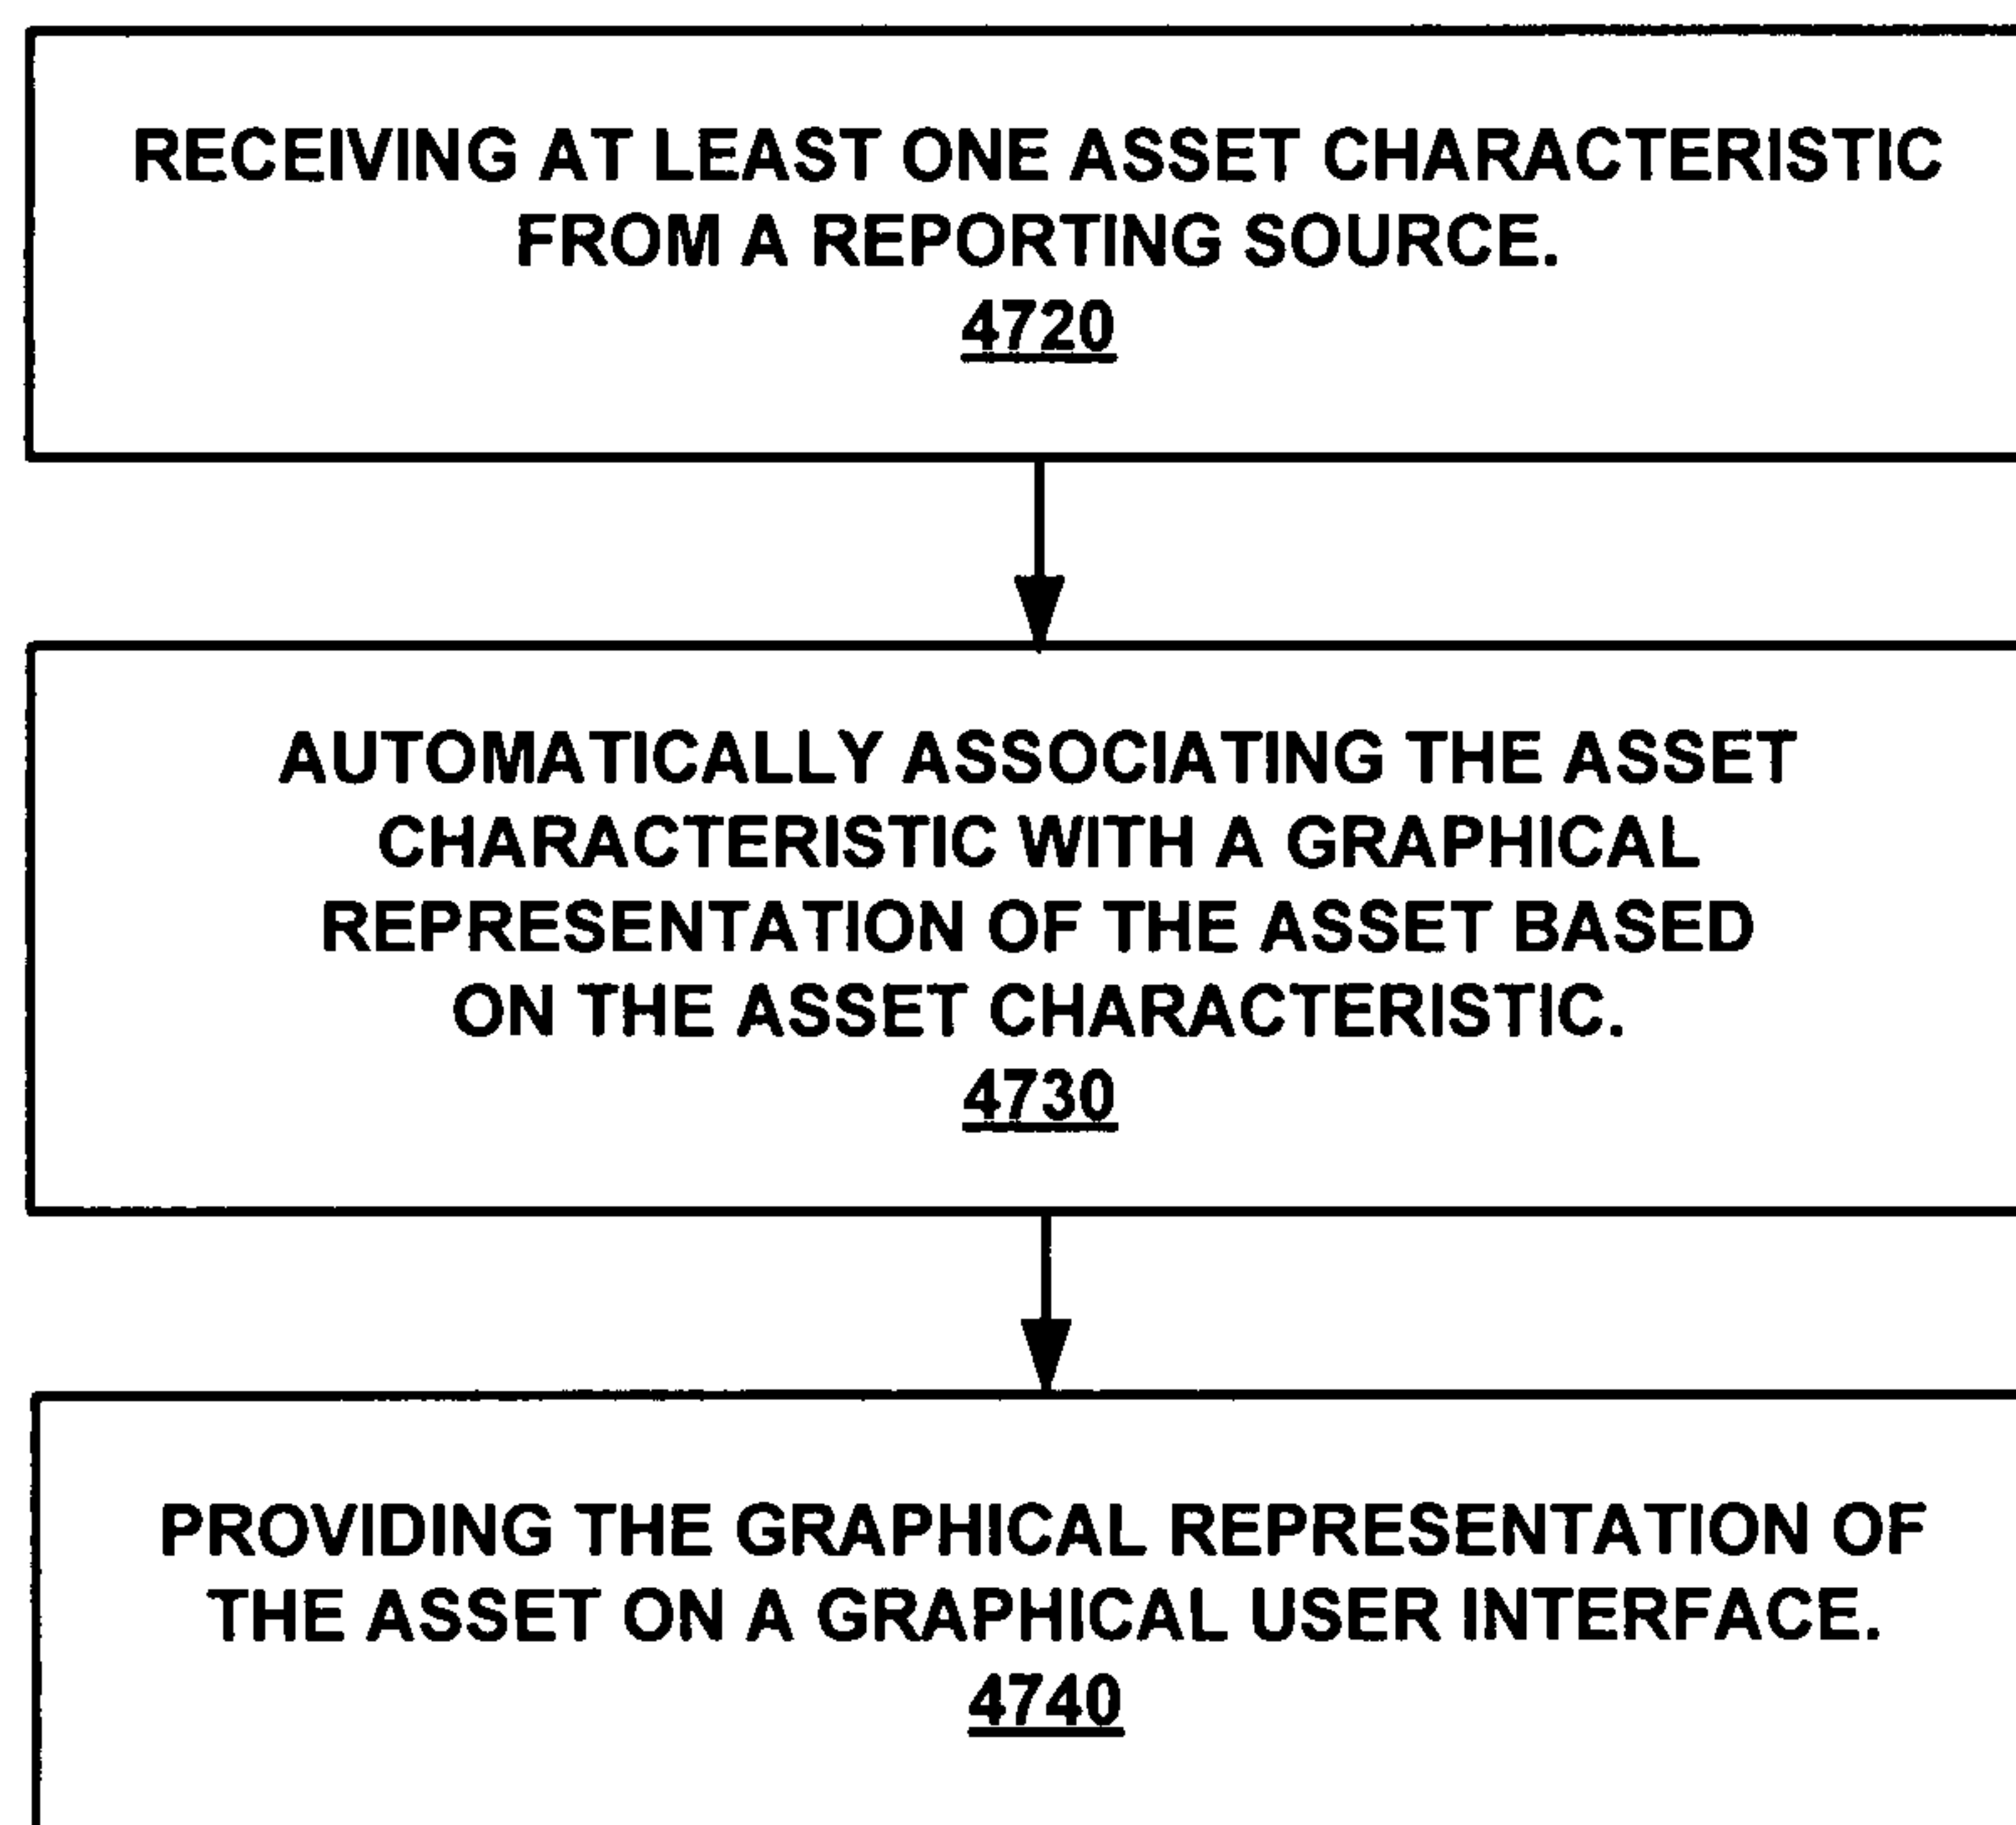 RECEIVING AT LEAST ONE ASSET CHARACTERISTIC
FROM A REPORTING SOURCE.
4720
AUTOMATICALLY ASSOCIATING THE ASSET
CHARACTERISTIC WITH A GRAPHICAL
REPRESENTATION OF THE ASSET BASED
ON THE ASSET CHARACTERISTIC.
4730
PROVIDING THE GRAPHICAL REPRESENTATION OF
THE ASSET ON A GRAPHICAL USER INTERFACE.
4740